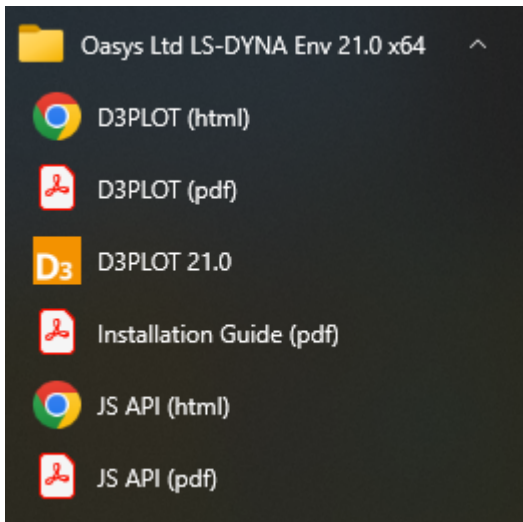 Oasys Ltd LS-DYNA Env 21.0 x64
D3PLOT (html)
D3PLOT (pdf)
D3 D3PLOT 21.0
Installation Guide (pdf)
JS API (html)
JS API (pdf)